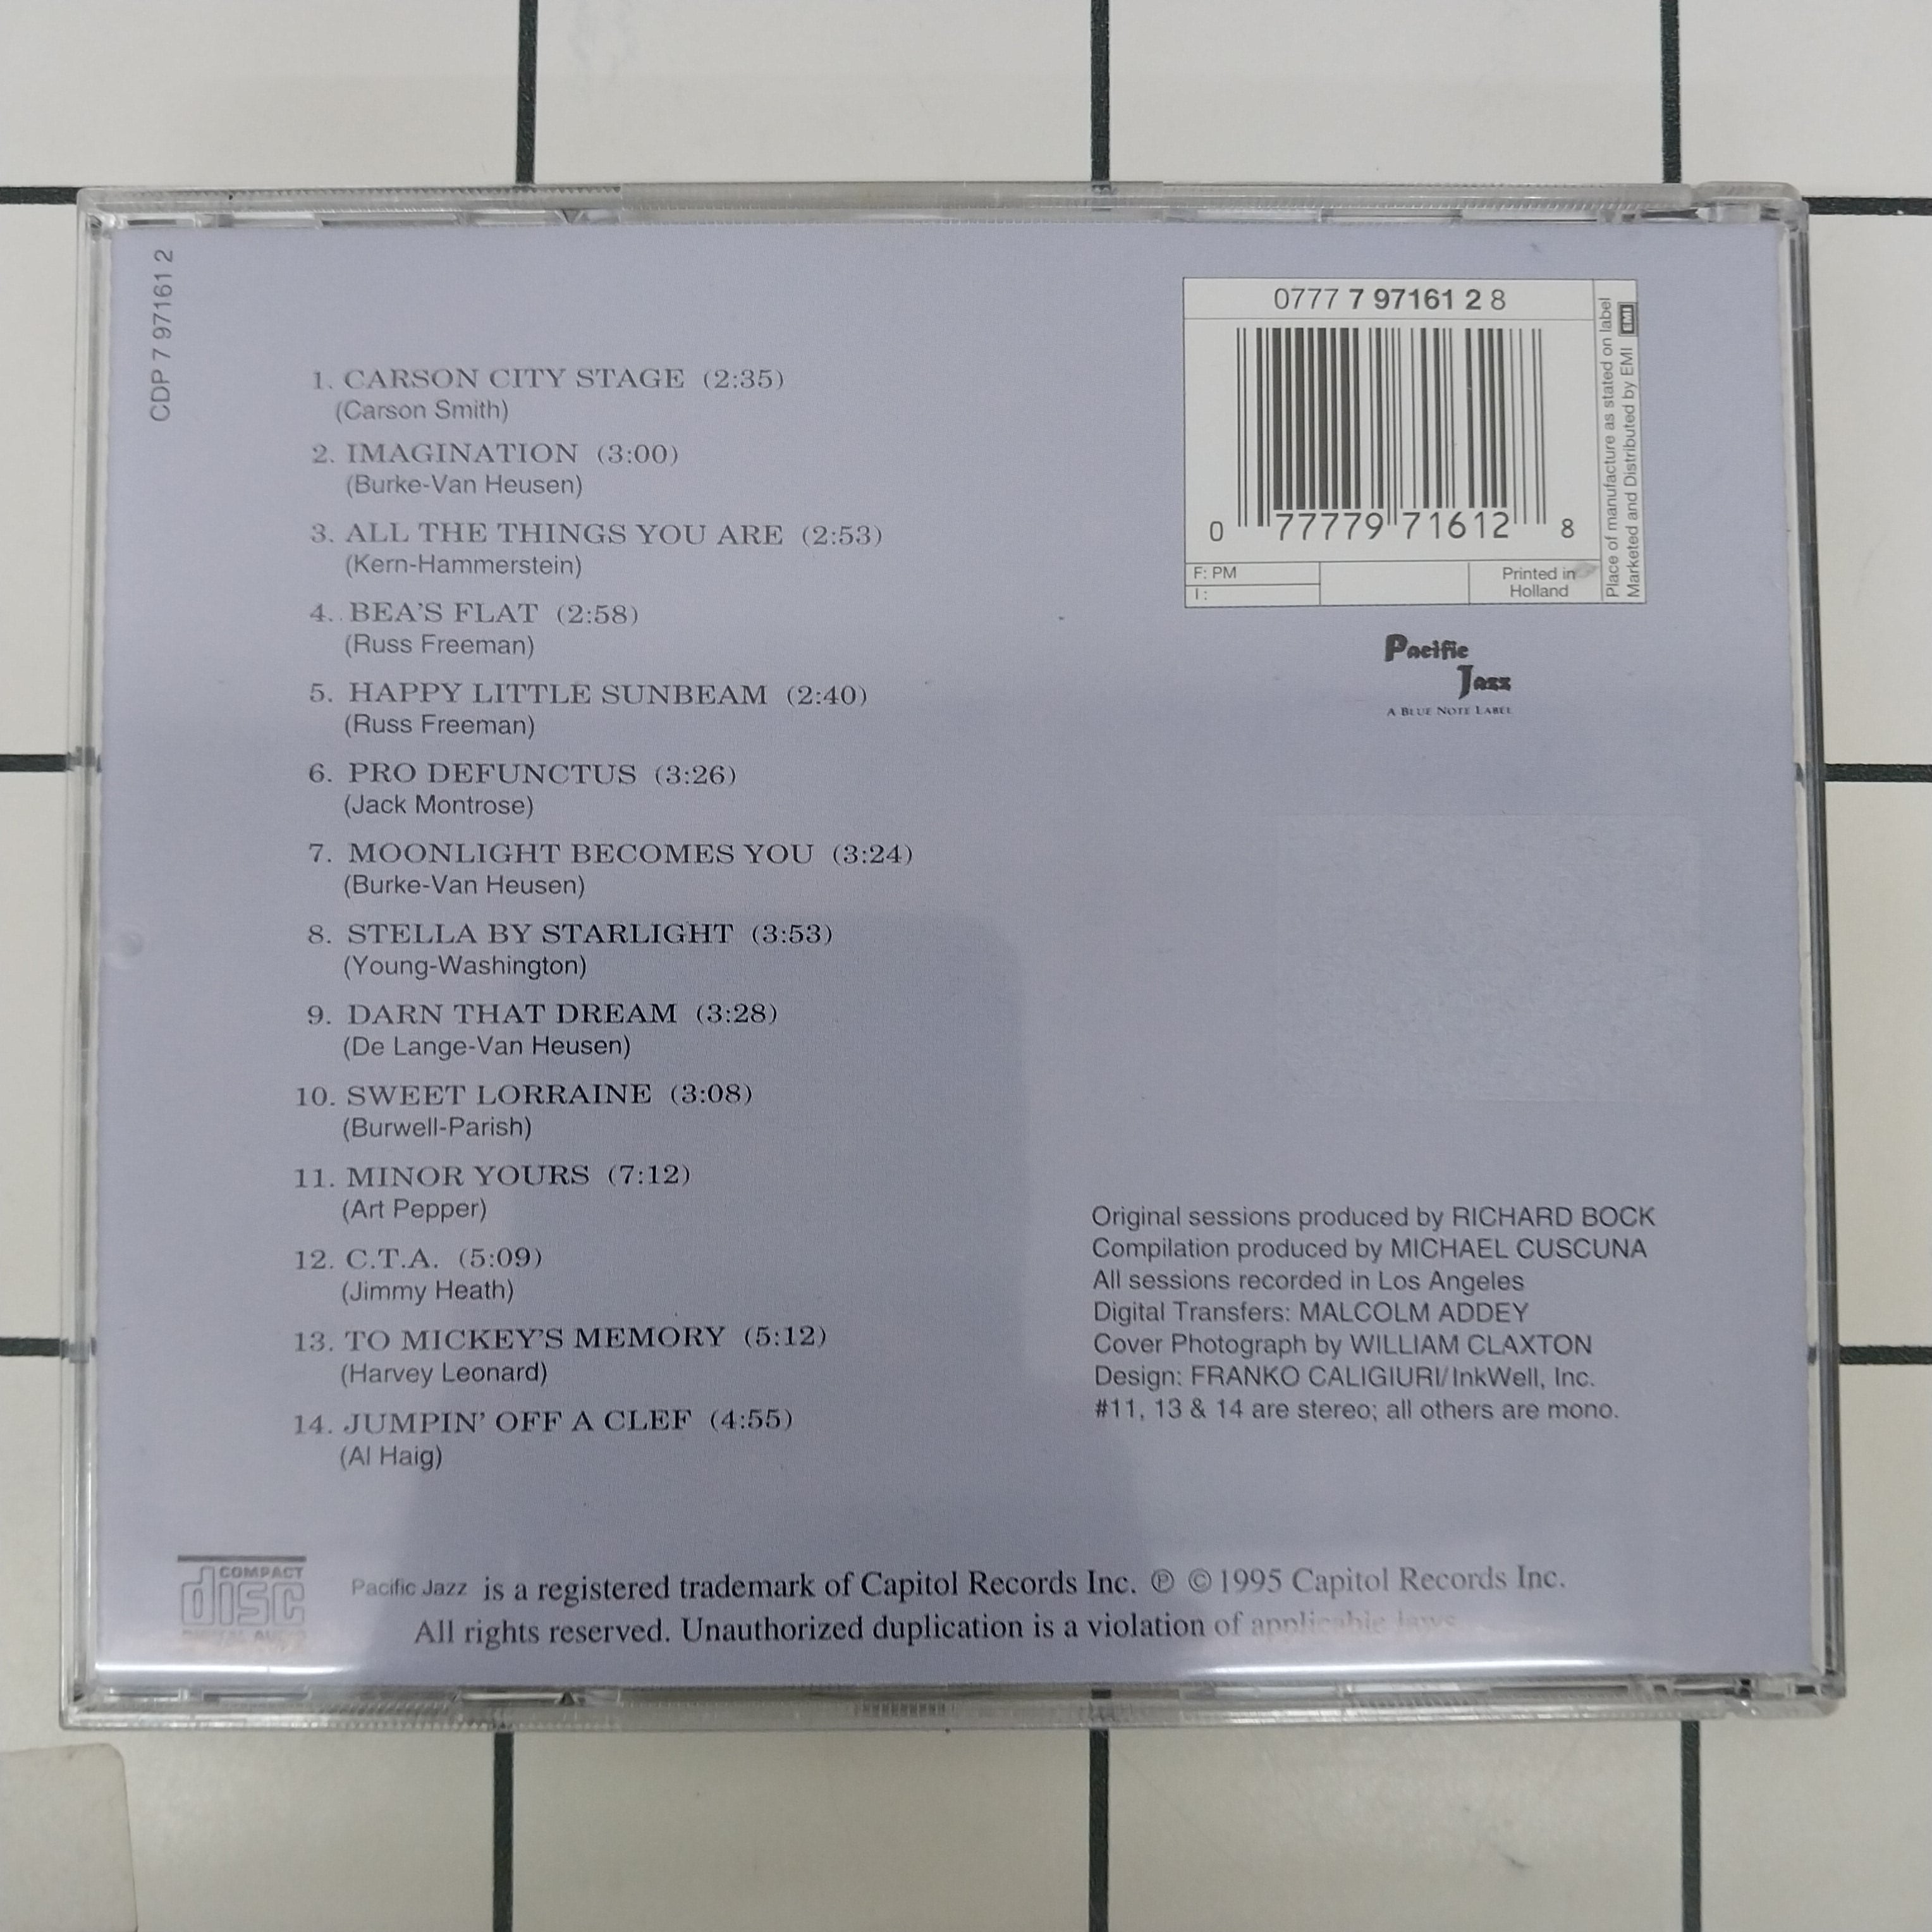 CDP 7 97161 2
1. CARSON CITY STAGE (2:35)
(Carson Smith)
2. IMAGINATION (3:00)
(Burke-Van Heusen)
3. ALL THE THINGS YOU ARE (2:53)
(Kern-Hammerstein)
4. BEA'S FLAT (2:58)
(Russ Freeman)
5. HAPPY LITTLE SUNBEAM (2:40)
(Russ Freeman)
6. PRO DEFUNCTUS (3:26)
(Jack Montrose)
7. MOONLIGHT BECOMES YOU (3:24)
(Burke-Van Heusen)
8. STELLA BY STARLIGHT (3:53)
(Young-Washington)
9. DARN THAT DREAM (3:28)
(De Lange-Van Heusen)
10. SWEET LORRAINE (3:08)
(Burwell-Parish)
11. MINOR YOURS (7:12)
(Art Pepper)
12. C.T.A. (5:09)
(Jimmy Heath)
13. TO MICKEY'S MEMORY (5:12)
(Harvey Leonard)
14. JUMPIN' OFF A CLEF (4:55)
(Al Haig)
0777 7 97161 2 8
0 77779 71612 8
F: PM
I:
Printed in
Holland
Place of manufacture as stated on label
Marketed and Distributed by EMI EMI
Pacific
Jazz
A BLUE NOTE LABEL
Original sessions produced by RICHARD BOCK
Compilation produced by MICHAEL CUSCUNA
All sessions recorded in Los Angeles
Digital Transfers: MALCOLM ADDEY
Cover Photograph by WILLIAM CLAXTON
Design: FRANKO CALIGIURI/InkWell, Inc.
#11, 13 & 14 are stereo; all others are mono.
COMPACT
disc
DIGITAL AUDIO
Pacific Jazz is a registered trademark of Capitol Records Inc. ℗ © 1995 Capitol Records Inc.
All rights reserved. Unauthorized duplication is a violation of applicable laws.